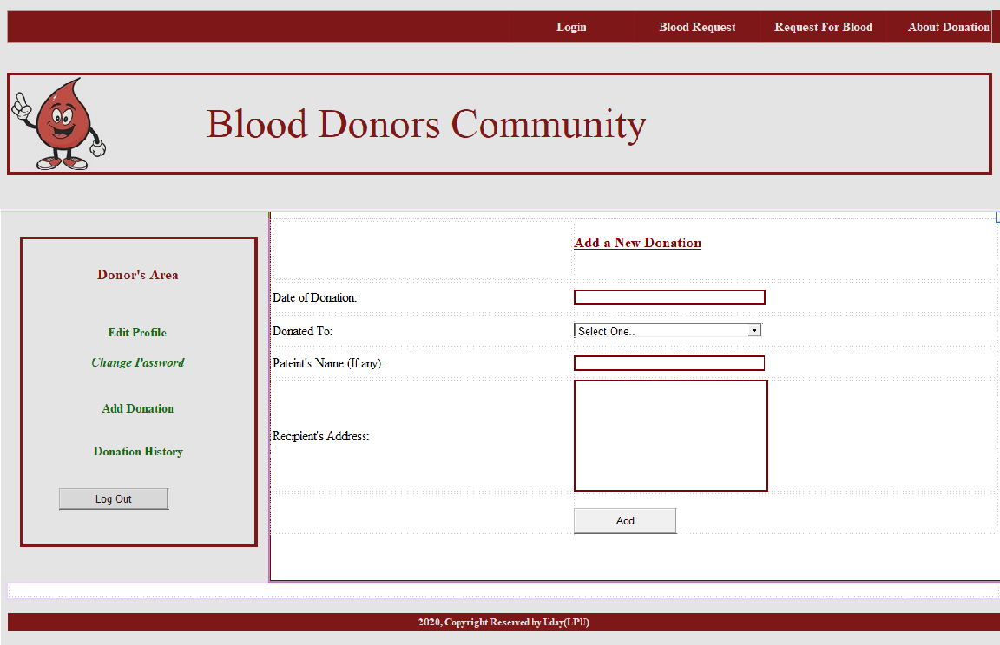 Login Blood Request Request For Blood About Donation
Blood Donors Community
Donor's Area
Edit Profile
Change Password
Add Donation
Donation History
Log Out
Add a New Donation
Date of Donation:
Donated To: Select One..
Pateint's Name (If any):
Recipient's Address:
Add
2020, Copyright Reserved by Uday(LPU)